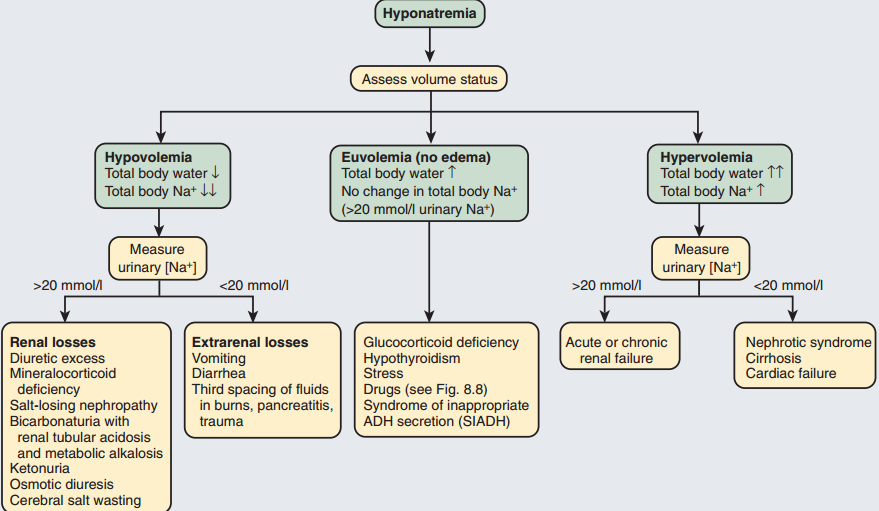 Hyponatremia
Assess volume status
Hypovolemia
Total body water ↓
Total body Na⁺ ↓↓
Euvolemia (no edema)
Total body water ↑
No change in total body Na⁺
(>20 mmol/l urinary Na⁺)
Hypervolemia
Total body water ↑↑
Total body Na⁺ ↑
Measure
urinary [Na⁺]
>20 mmol/l
<20 mmol/l
Measure
urinary [Na⁺]
>20 mmol/l
<20 mmol/l
Renal losses
Diuretic excess
Mineralocorticoid
deficiency
Salt-losing nephropathy
Bicarbonaturia with
renal tubular acidosis
and metabolic alkalosis
Ketonuria
Osmotic diuresis
Cerebral salt wasting
Extrarenal losses
Vomiting
Diarrhea
Third spacing of fluids
in burns, pancreatitis,
trauma
Glucocorticoid deficiency
Hypothyroidism
Stress
Drugs (see Fig. 8.8)
Syndrome of inappropriate
ADH secretion (SIADH)
Acute or chronic
renal failure
Nephrotic syndrome
Cirrhosis
Cardiac failure